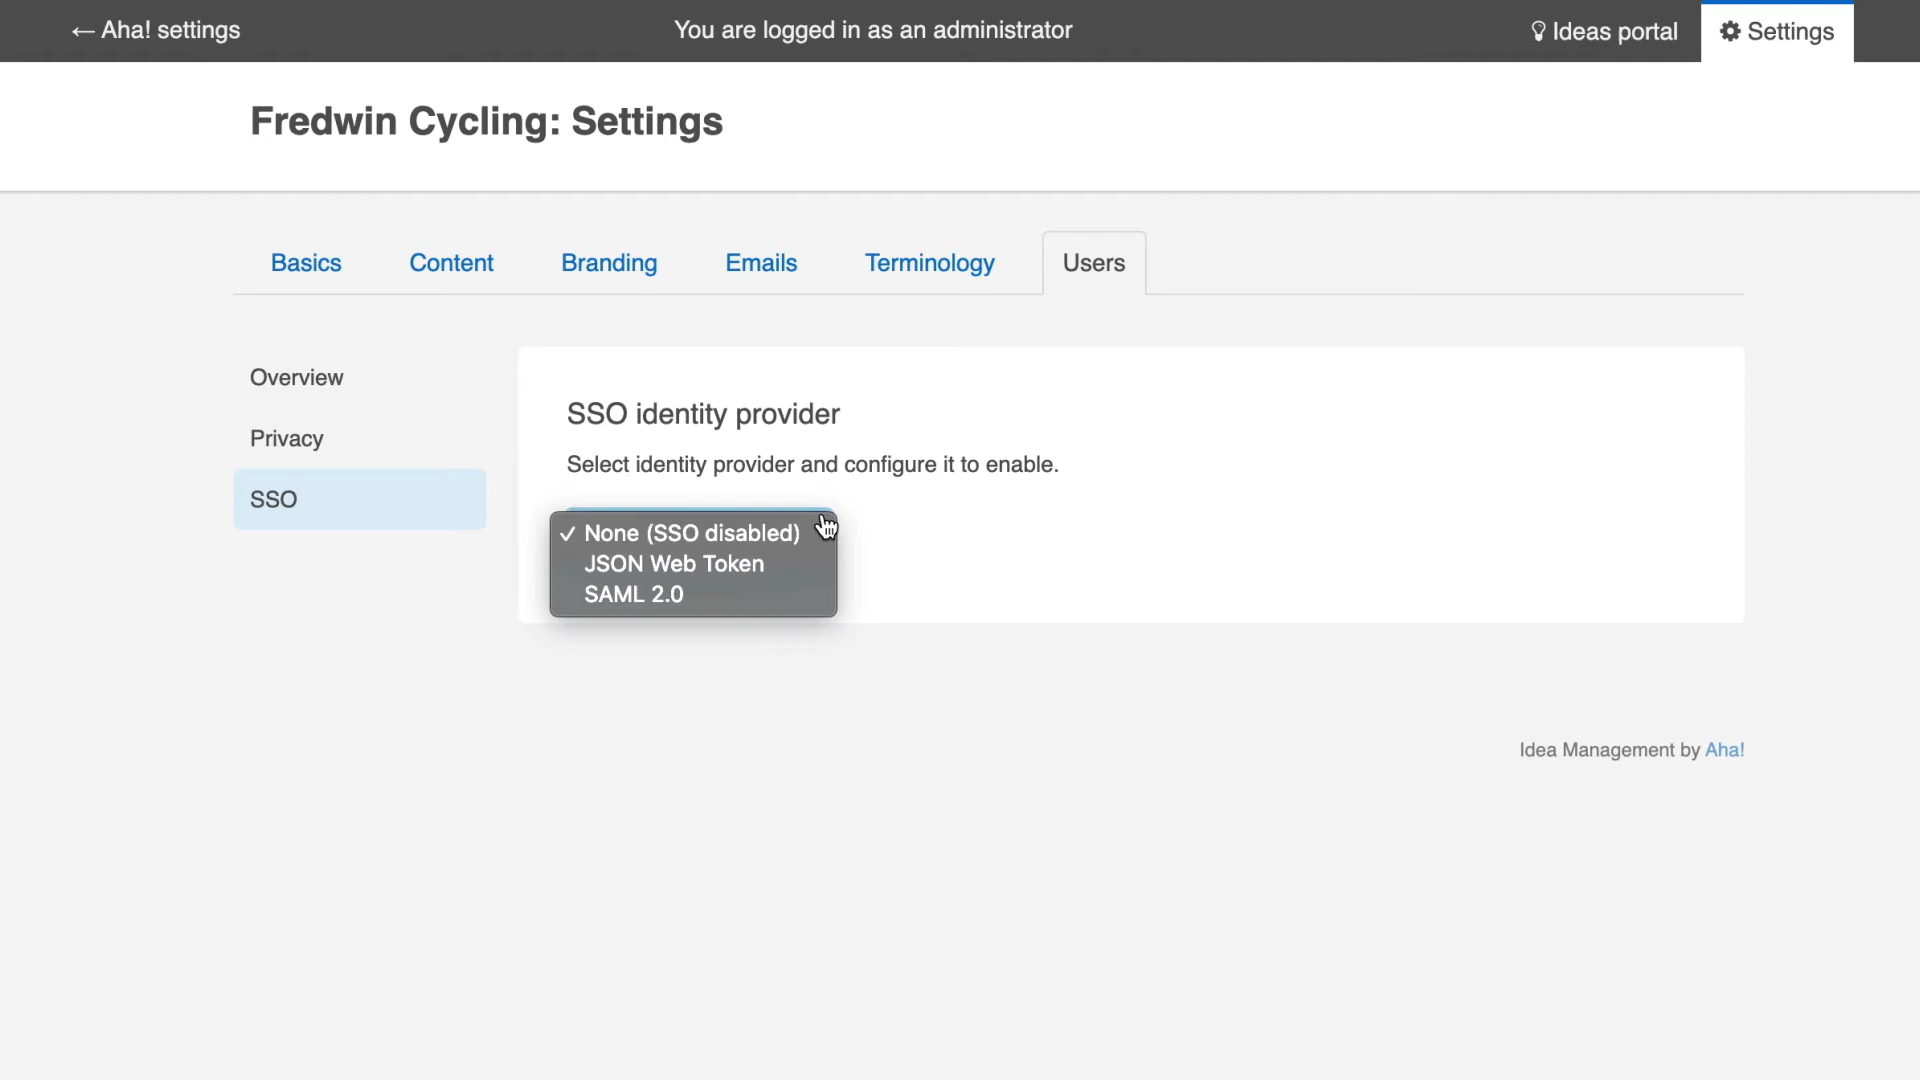 ← Aha! settings
You are logged in as an administrator
Ideas portal
Settings
Fredwin Cycling: Settings
Basics
Content
Branding
Emails
Terminology
Users
Overview
Privacy
SSO
SSO identity provider
Select identity provider and configure it to enable.
✓ None (SSO disabled)
JSON Web Token
SAML 2.0
Idea Management by Aha!